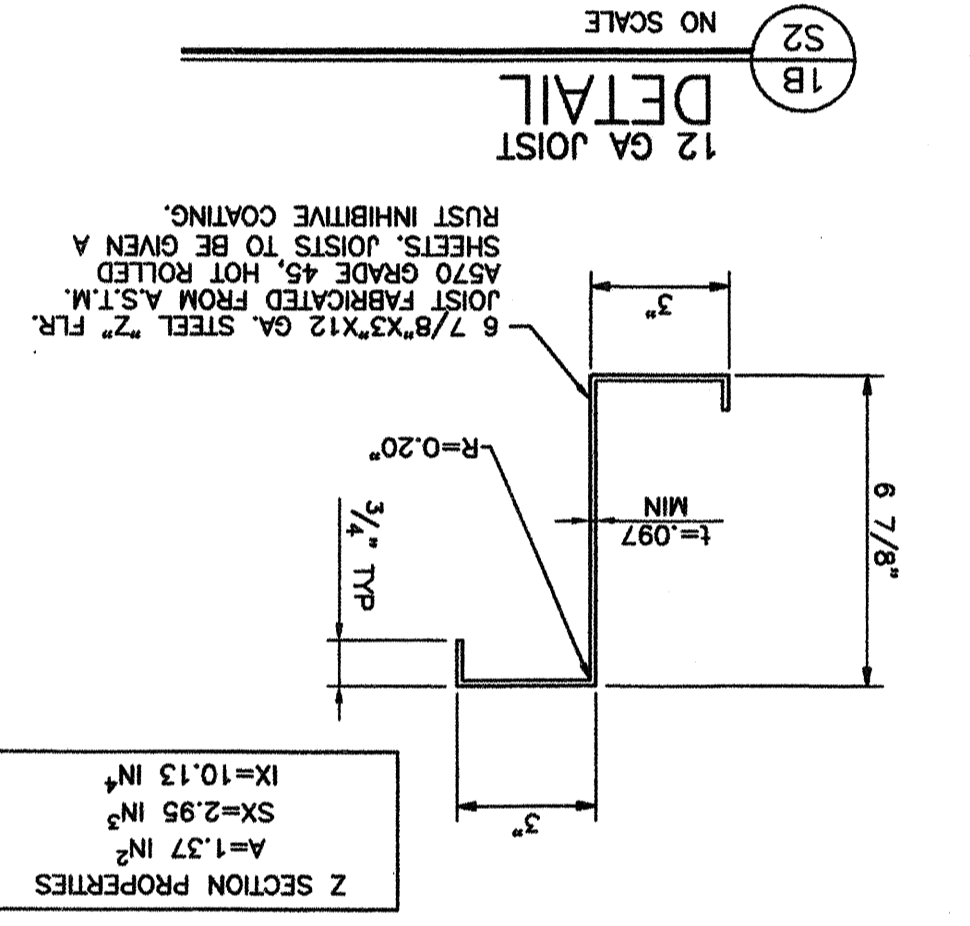 Z SECTION PROPERTIES
A=1.37 IN²
SX=2.95 IN³
IX=10.13 IN⁴
3"
3/4" TYP
t=.097
MIN
6 7/8"
R=0.20"
3"
6 7/8"X3"X12 GA. STEEL "Z" FLR.
JOIST FABRICATED FROM A.S.T.M.
A570 GRADE 45, HOT ROLLED
SHEETS. JOISTS TO BE GIVEN A
RUST INHIBITIVE COATING.
12 GA JOIST
DETAIL
1B
S2
NO SCALE